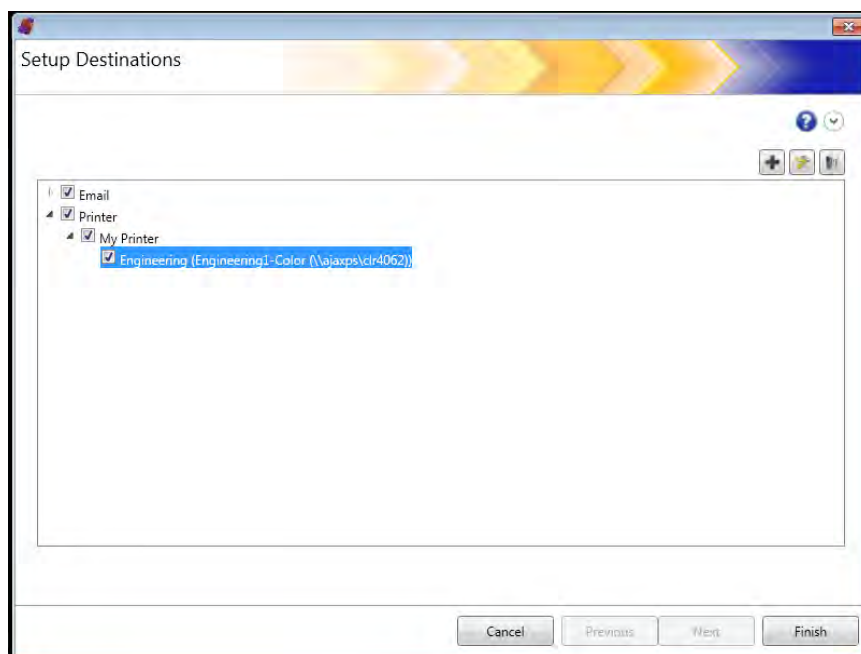 Setup Destinations
Email
Printer
My Printer
Engineering (Engineering1-Color (\\ajaxps\clr4062))
Cancel
Previous
Next
Finish